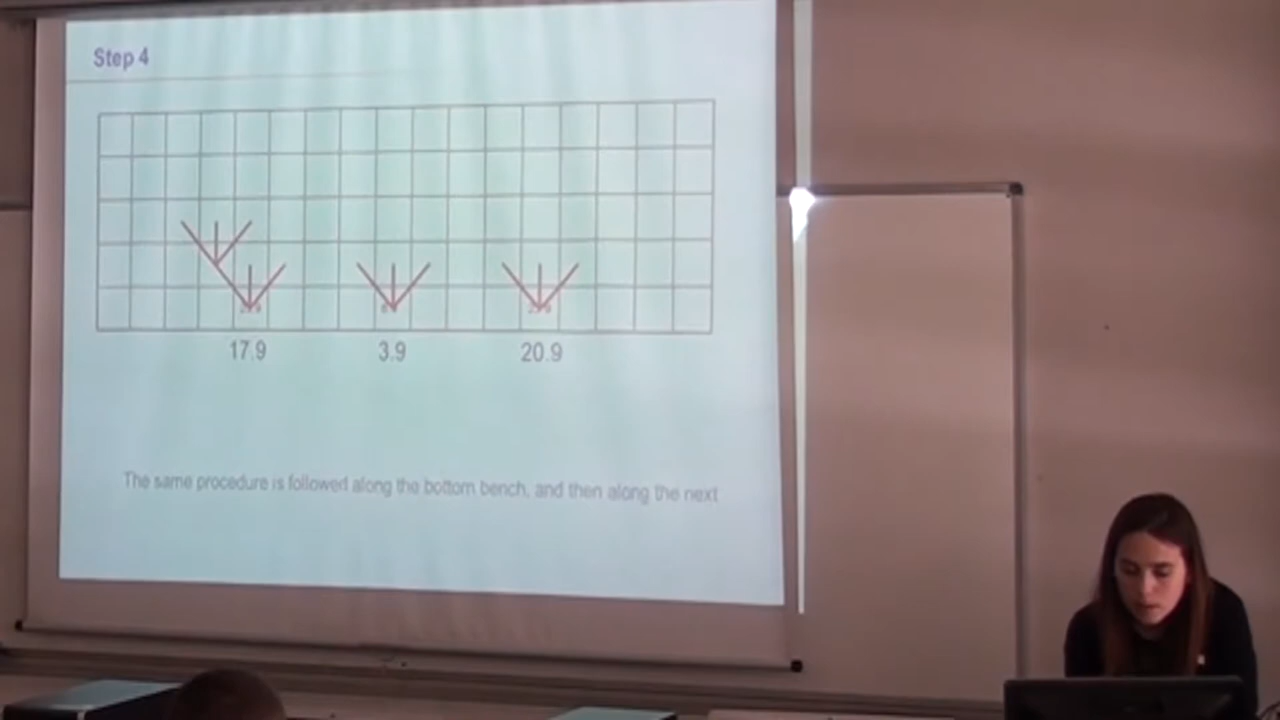 Step 4
17.9 3.9 20.9
The same procedure is followed along the bottom bench, and then along the next